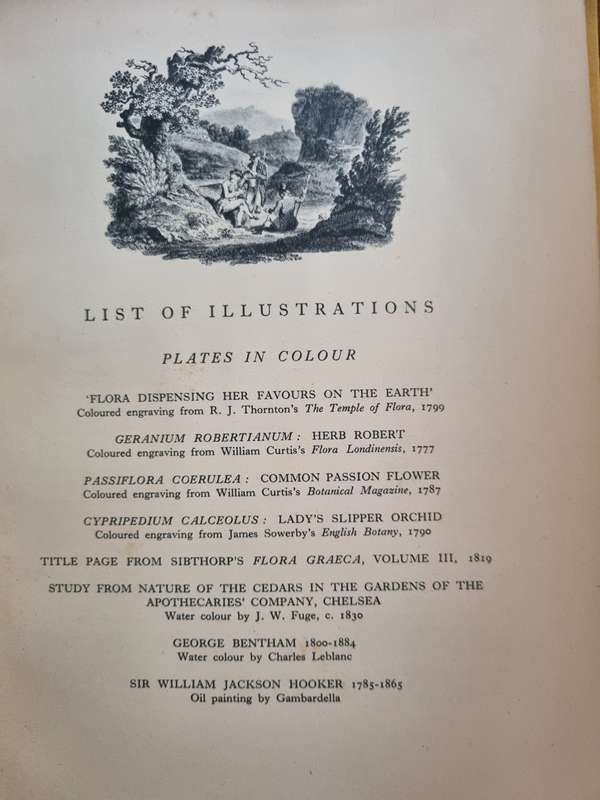 LIST OF ILLUSTRATIONS
PLATES IN COLOUR
'FLORA DISPENSING HER FAVOURS ON THE EARTH'
Coloured engraving from R. J. Thornton's The Temple of Flora, 1799
GERANIUM ROBERTIANUM: HERB ROBERT
Coloured engraving from William Curtis's Flora Londinensis, 1777
PASSIFLORA COERULEA: COMMON PASSION FLOWER
Coloured engraving from William Curtis's Botanical Magazine, 1787
CYPRIPEDIUM CALCEOLUS: LADY'S SLIPPER ORCHID
Coloured engraving from James Sowerby's English Botany, 1790
TITLE PAGE FROM SIBTHORP'S FLORA GRAECA, VOLUME III, 1819
STUDY FROM NATURE OF THE CEDARS IN THE GARDENS OF THE
APOTHECARIES' COMPANY, CHELSEA
Water colour by J. W. Fuge, c. 1830
GEORGE BENTHAM 1800-1884
Water colour by Charles Leblanc
SIR WILLIAM JACKSON HOOKER 1785-1865
Oil painting by Gambardella